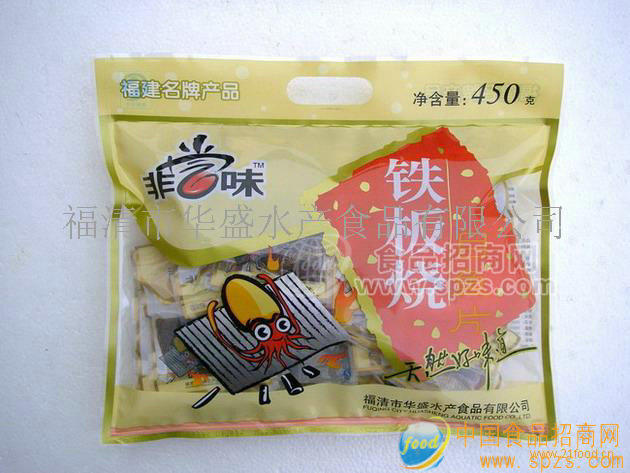 福建名牌产品
净含量: 450克
非常味 TM
铁板烧
片
天然好味道
福清市华盛水产食品有限公司
食品招商网
www.spzs.com
福清市华盛水产食品有限公司
FUQING CITY HUASHENG AQUATIC FOOD CO.,LTD
food
中国食品招商网
www.21food.cn
www.spzs.com